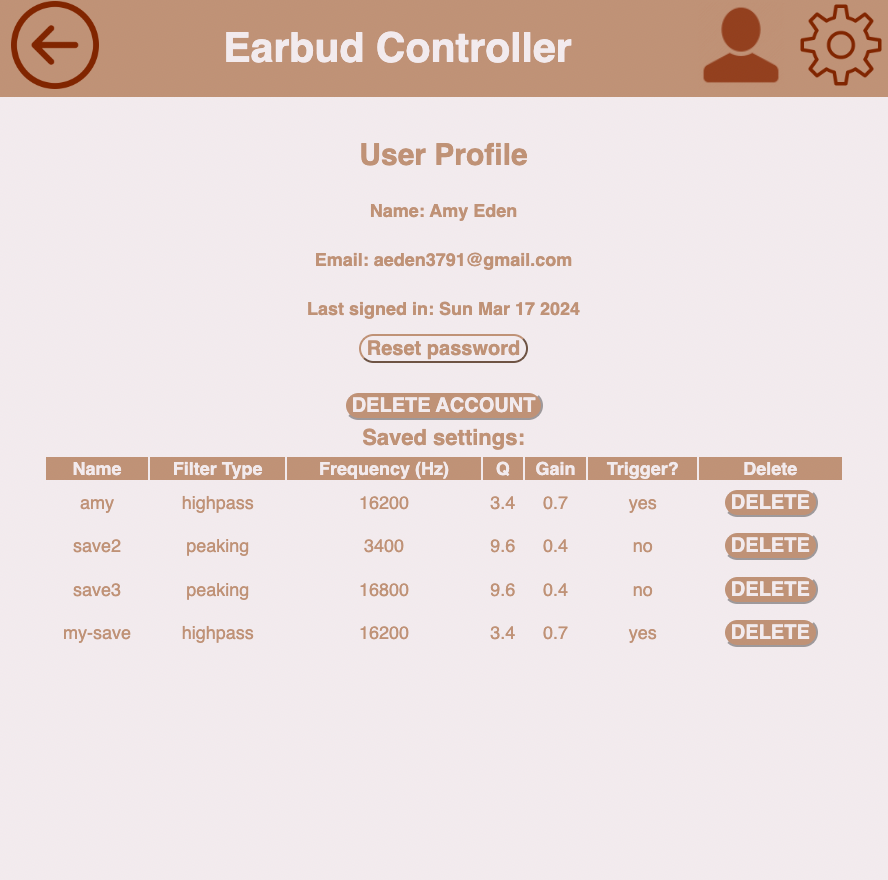 Earbud Controller
User Profile
Name: Amy Eden
Email: aeden3791@gmail.com
Last signed in: Sun Mar 17 2024
Reset password
DELETE ACCOUNT
Saved settings:
Name Filter Type Frequency (Hz) Q Gain Trigger? Delete
amy highpass 16200 3.4 0.7 yes DELETE
save2 peaking 3400 9.6 0.4 no DELETE
save3 peaking 16800 9.6 0.4 no DELETE
my-save highpass 16200 3.4 0.7 yes DELETE